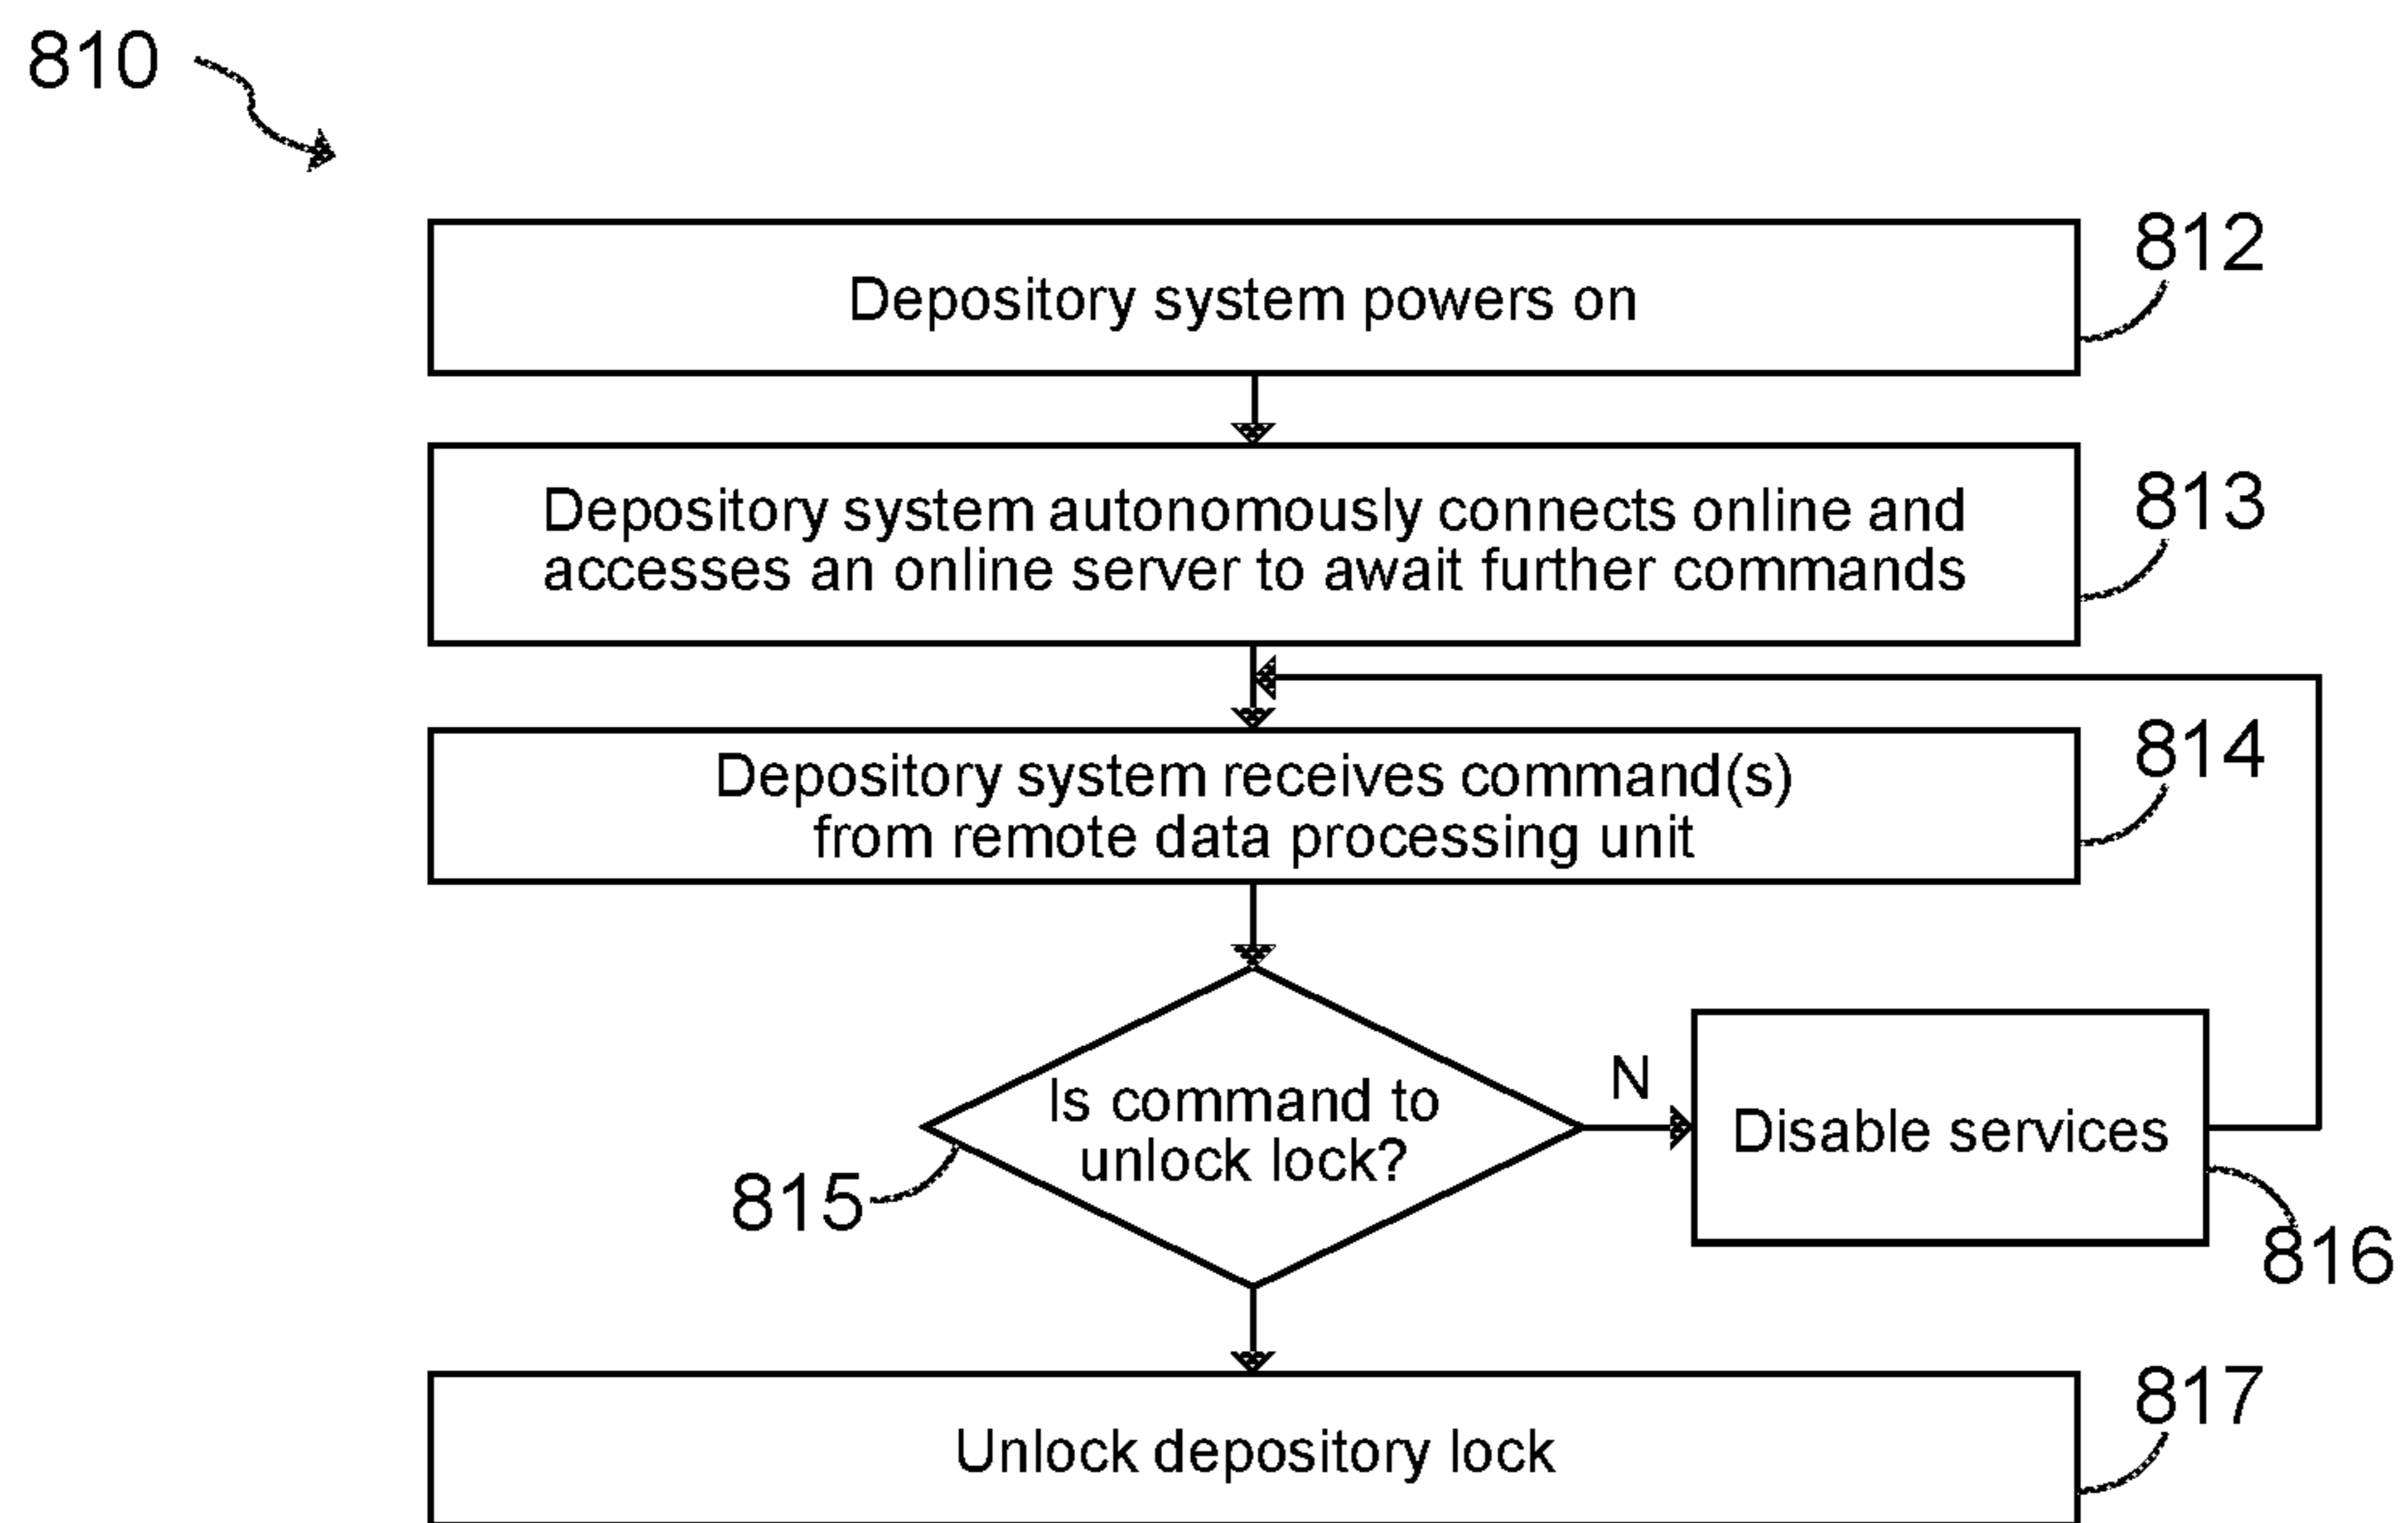 810
812
Depository system powers on
813
Depository system autonomously connects online and
accesses an online server to await further commands
814
Depository system receives command(s)
from remote data processing unit
Is command to
unlock lock?
N
Disable services
815
816
817
Unlock depository lock